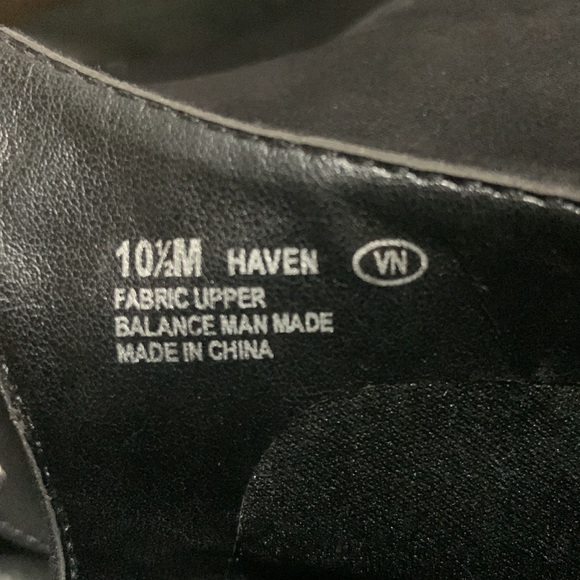 10½M HAVEN VN
FABRIC UPPER
BALANCE MAN MADE
MADE IN CHINA